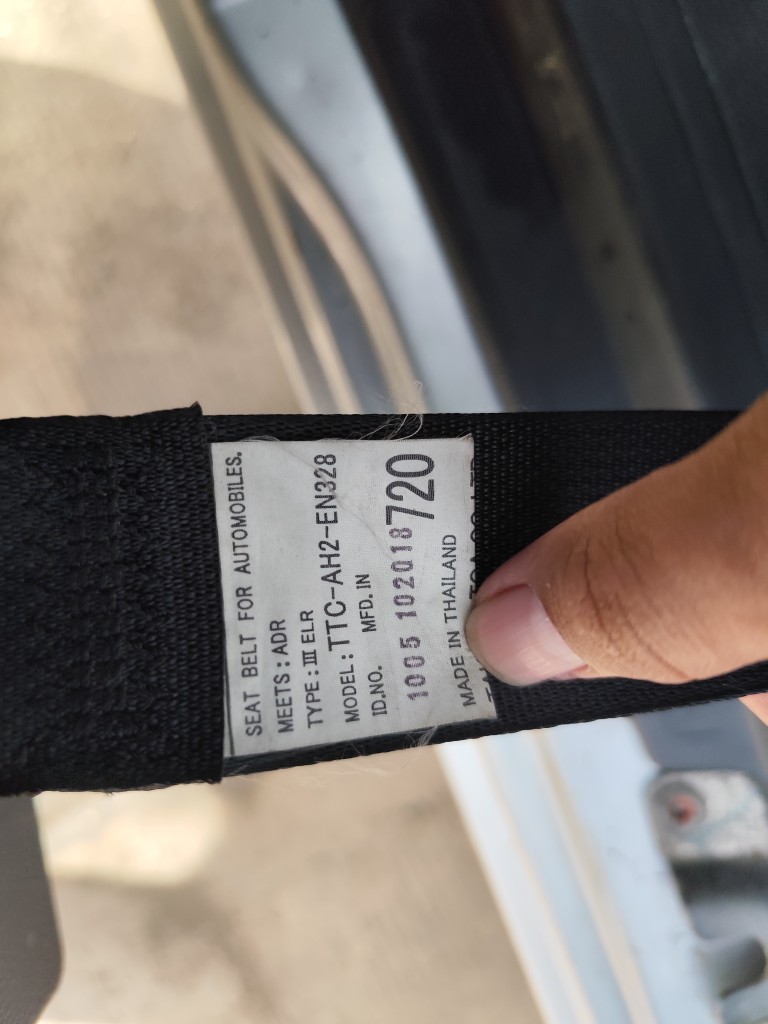 SEAT BELT FOR AUTOMOBILES.
MEETS : ADR
TYPE : III ELR
MODEL : TTC-AH2-EN328
ID.NO. MFD. IN
1005 102018 720
MADE IN THAILAND